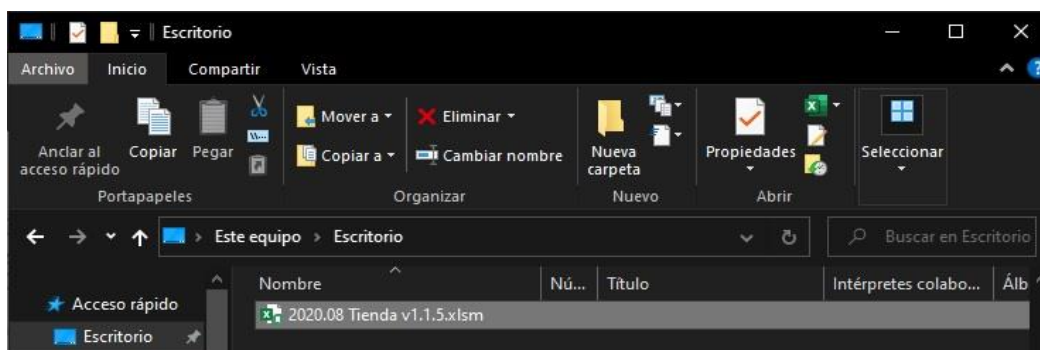 Escritorio
Archivo Inicio Compartir Vista
Anclar al acceso rápido
Copiar
Pegar
Mover a
Copiar a
Eliminar
Cambiar nombre
Nueva carpeta
Propiedades
Seleccionar
Portapapeles Organizar Nuevo Abrir
Este equipo > Escritorio
Buscar en Escritorio
Nombre Nú... Título Intérpretes colabo... Álb
Acceso rápido
2020.08 Tienda v1.1.5.xlsm
Escritorio